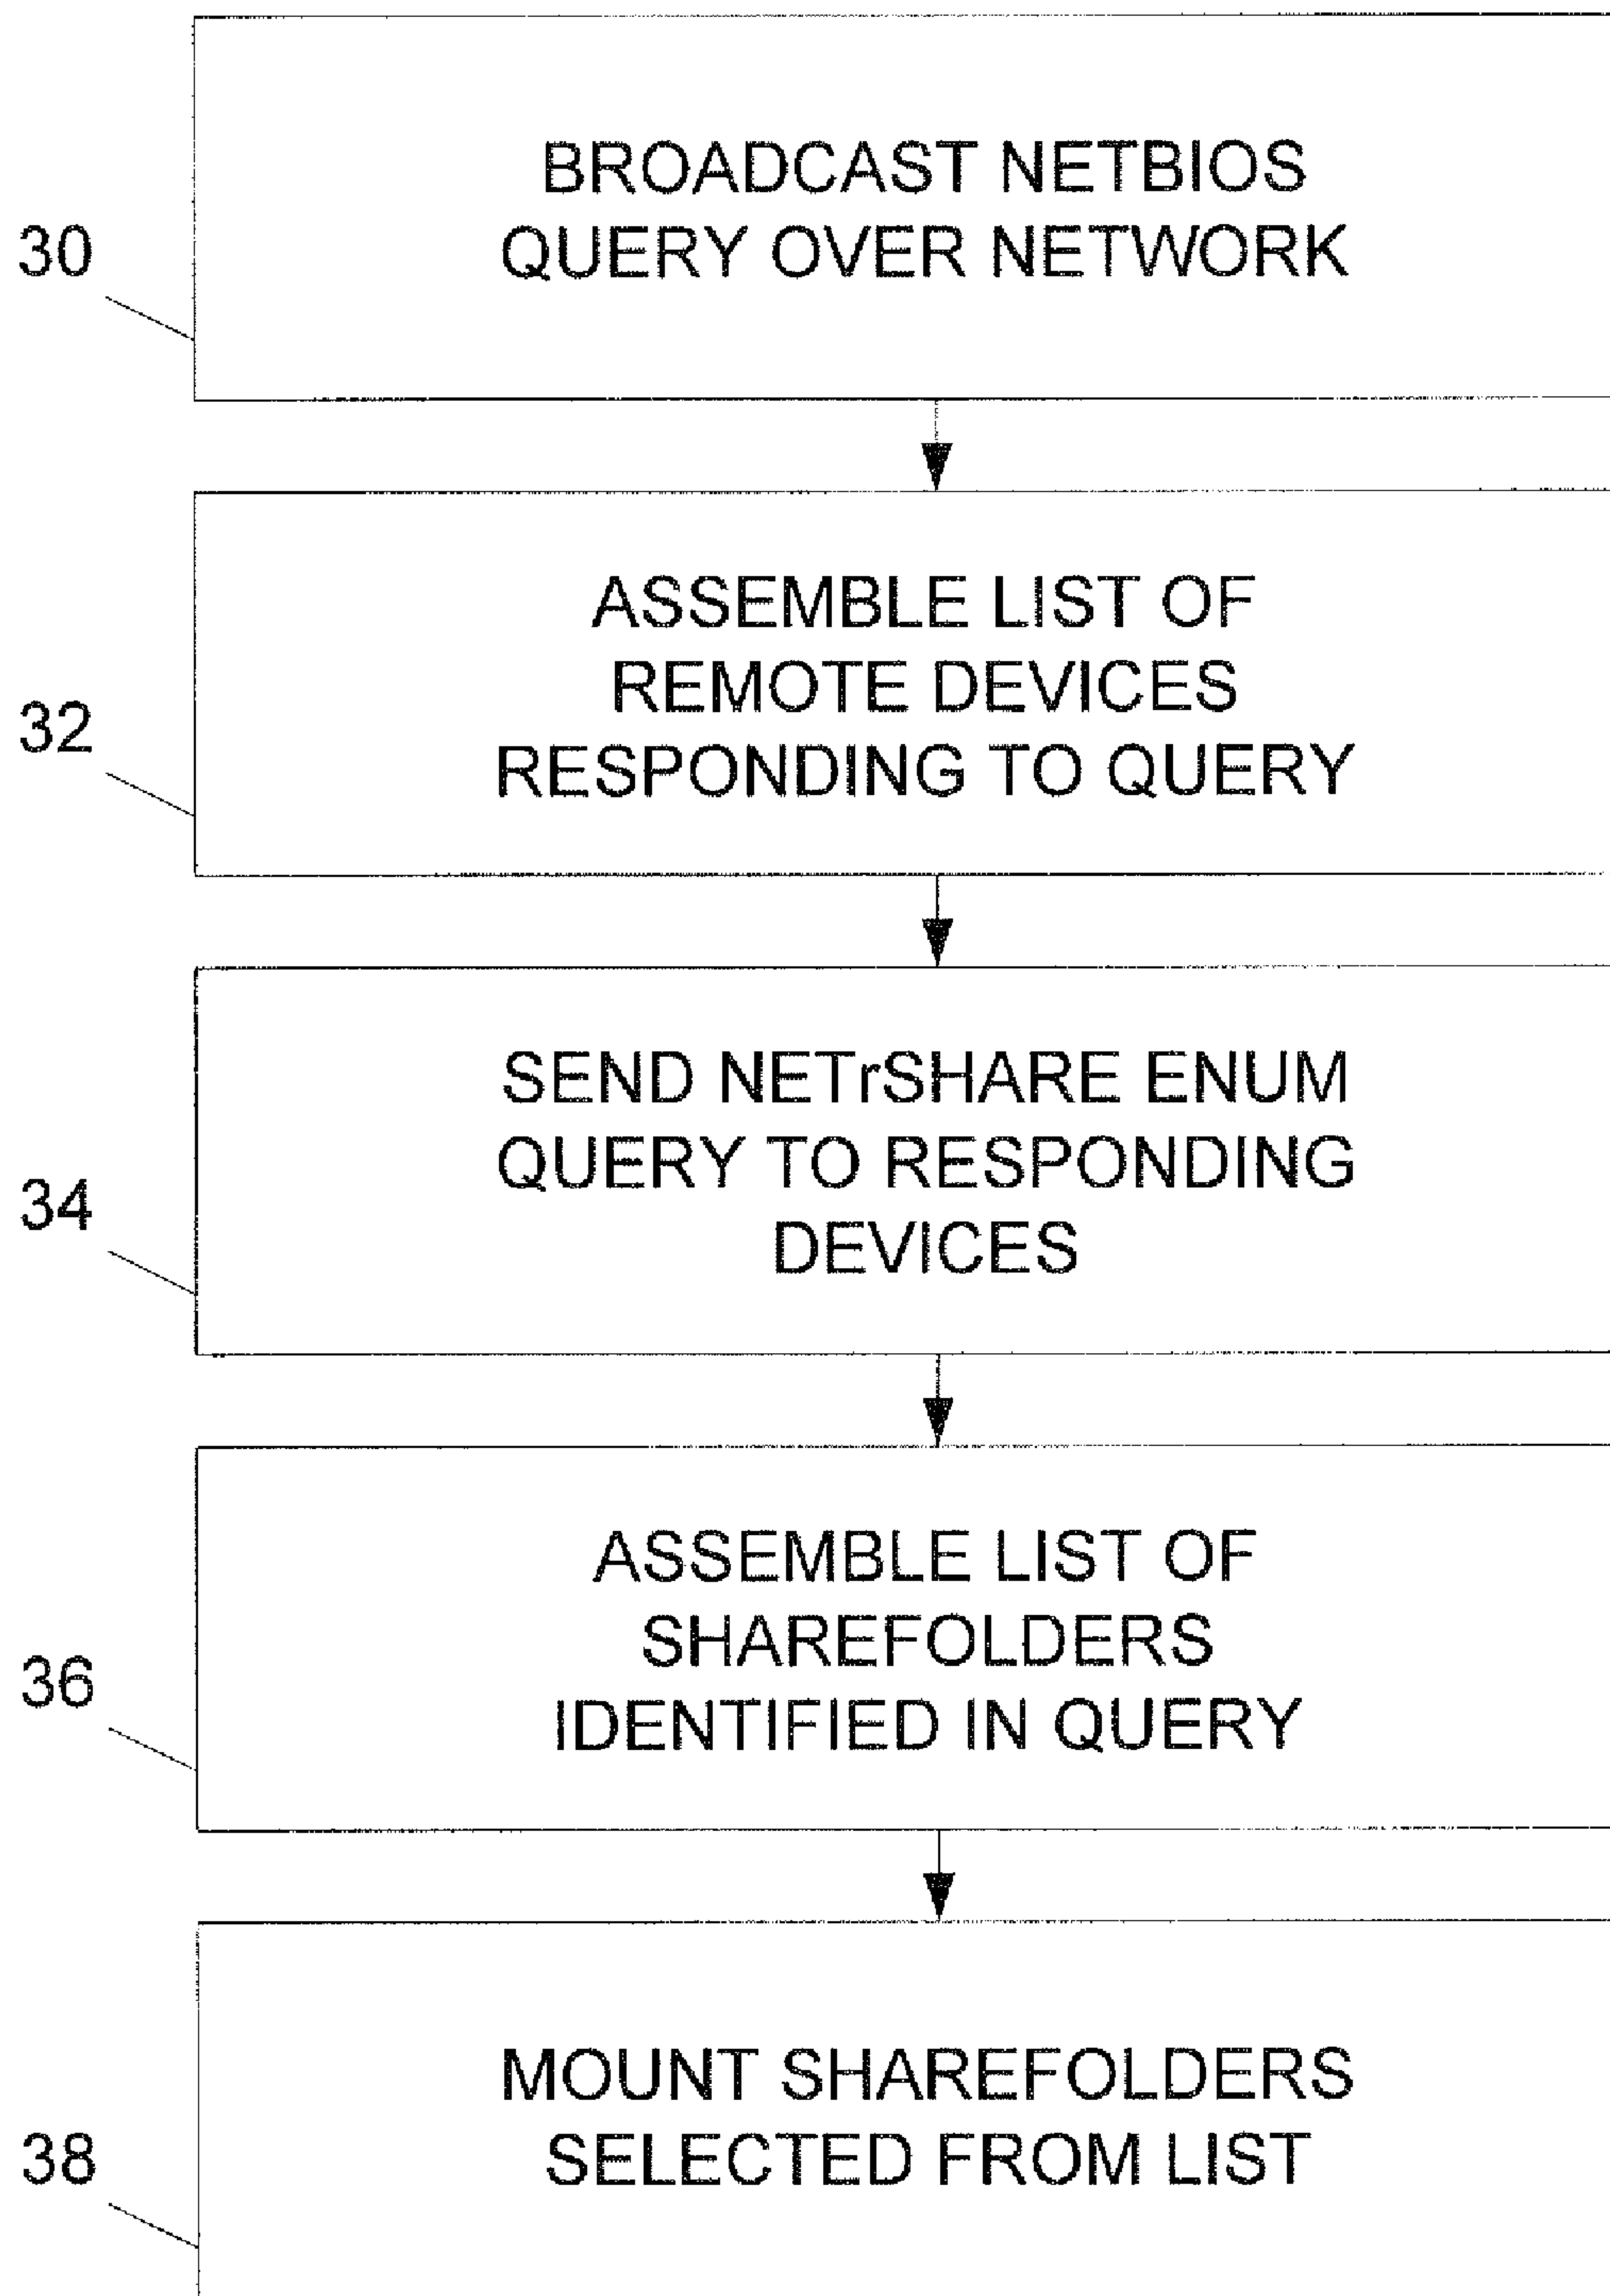 BROADCAST NETBIOS
QUERY OVER NETWORK
30
ASSEMBLE LIST OF
REMOTE DEVICES
RESPONDING TO QUERY
32
SEND NETrSHARE ENUM
QUERY TO RESPONDING
DEVICES
34
ASSEMBLE LIST OF
SHAREFOLDERS
IDENTIFIED IN QUERY
36
MOUNT SHAREFOLDERS
SELECTED FROM LIST
38